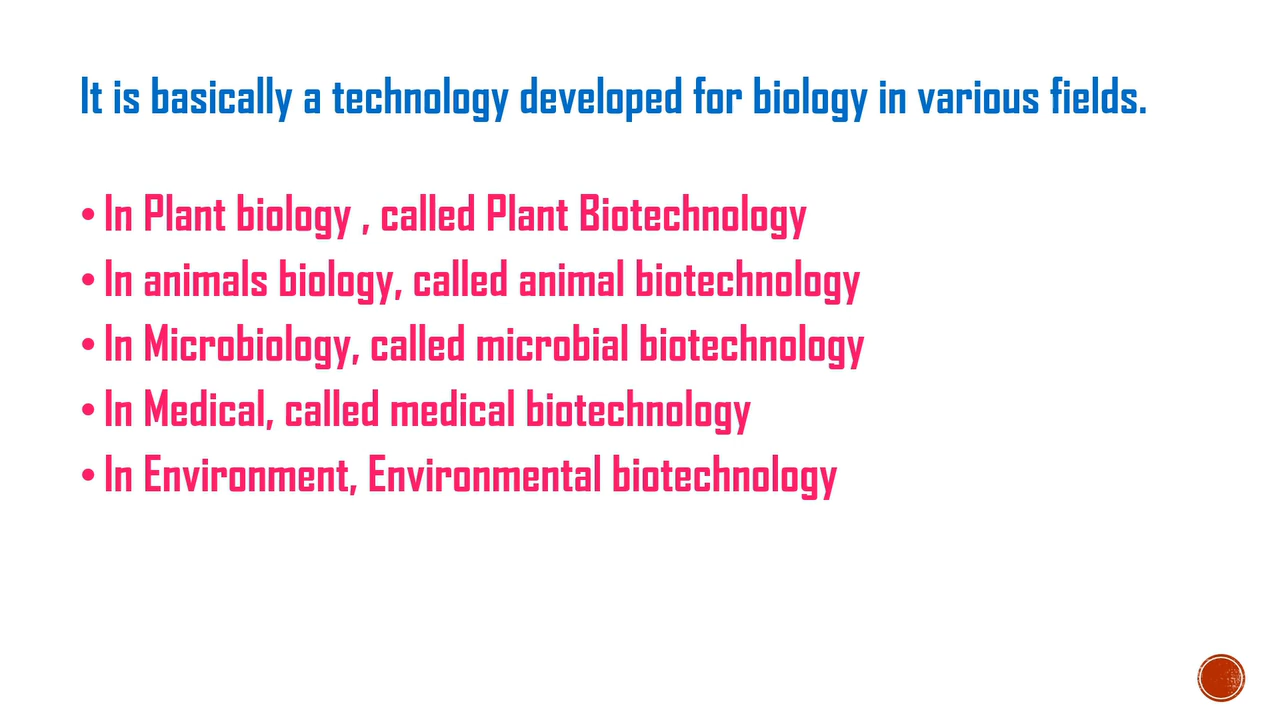 It is basically a technology developed for biology in various fields.
• In Plant biology , called Plant Biotechnology
• In animals biology, called animal biotechnology
• In Microbiology, called microbial biotechnology
• In Medical, called medical biotechnology
• In Environment, Environmental biotechnology